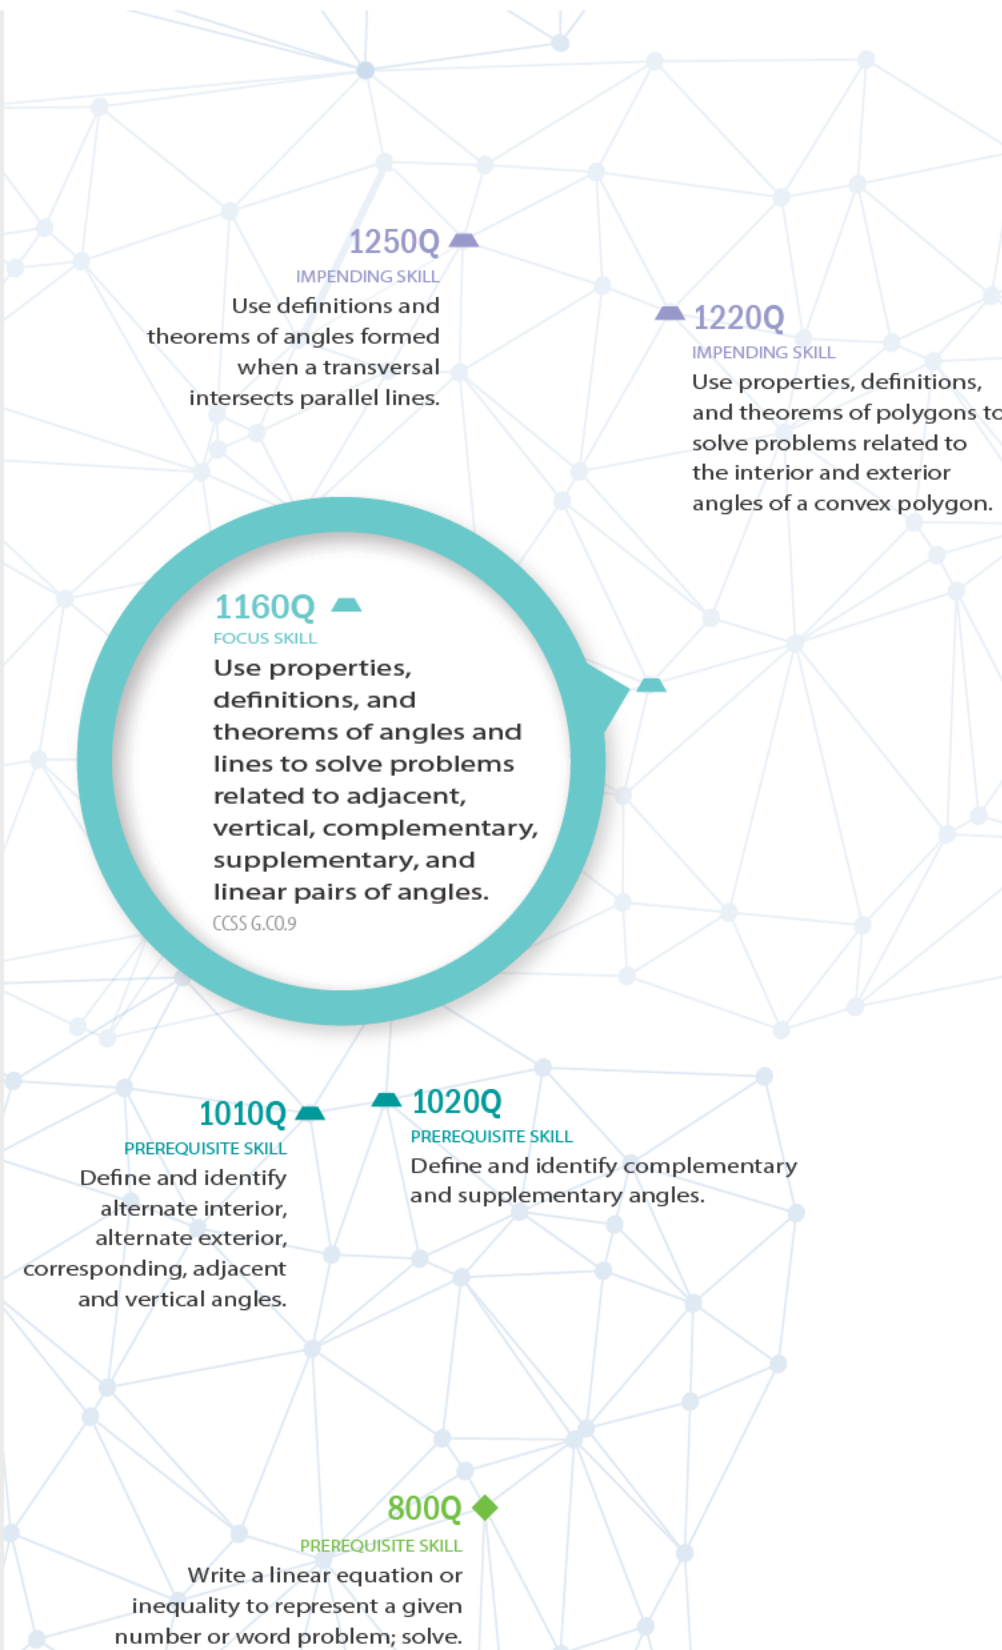 1250Q
IMPENDING SKILL
Use definitions and
theorems of angles formed
when a transversal
intersects parallel lines.
1220Q
IMPENDING SKILL
Use properties, definitions,
and theorems of polygons to
solve problems related to
the interior and exterior
angles of a convex polygon.
1160Q
FOCUS SKILL
Use properties,
definitions, and
theorems of angles and
lines to solve problems
related to adjacent,
vertical, complementary,
supplementary, and
linear pairs of angles.
CCSS G.CO.9
1010Q
PREREQUISITE SKILL
Define and identify
alternate interior,
alternate exterior,
corresponding, adjacent
and vertical angles.
1020Q
PREREQUISITE SKILL
Define and identify complementary
and supplementary angles.
800Q
PREREQUISITE SKILL
Write a linear equation or
inequality to represent a given
number or word problem; solve.